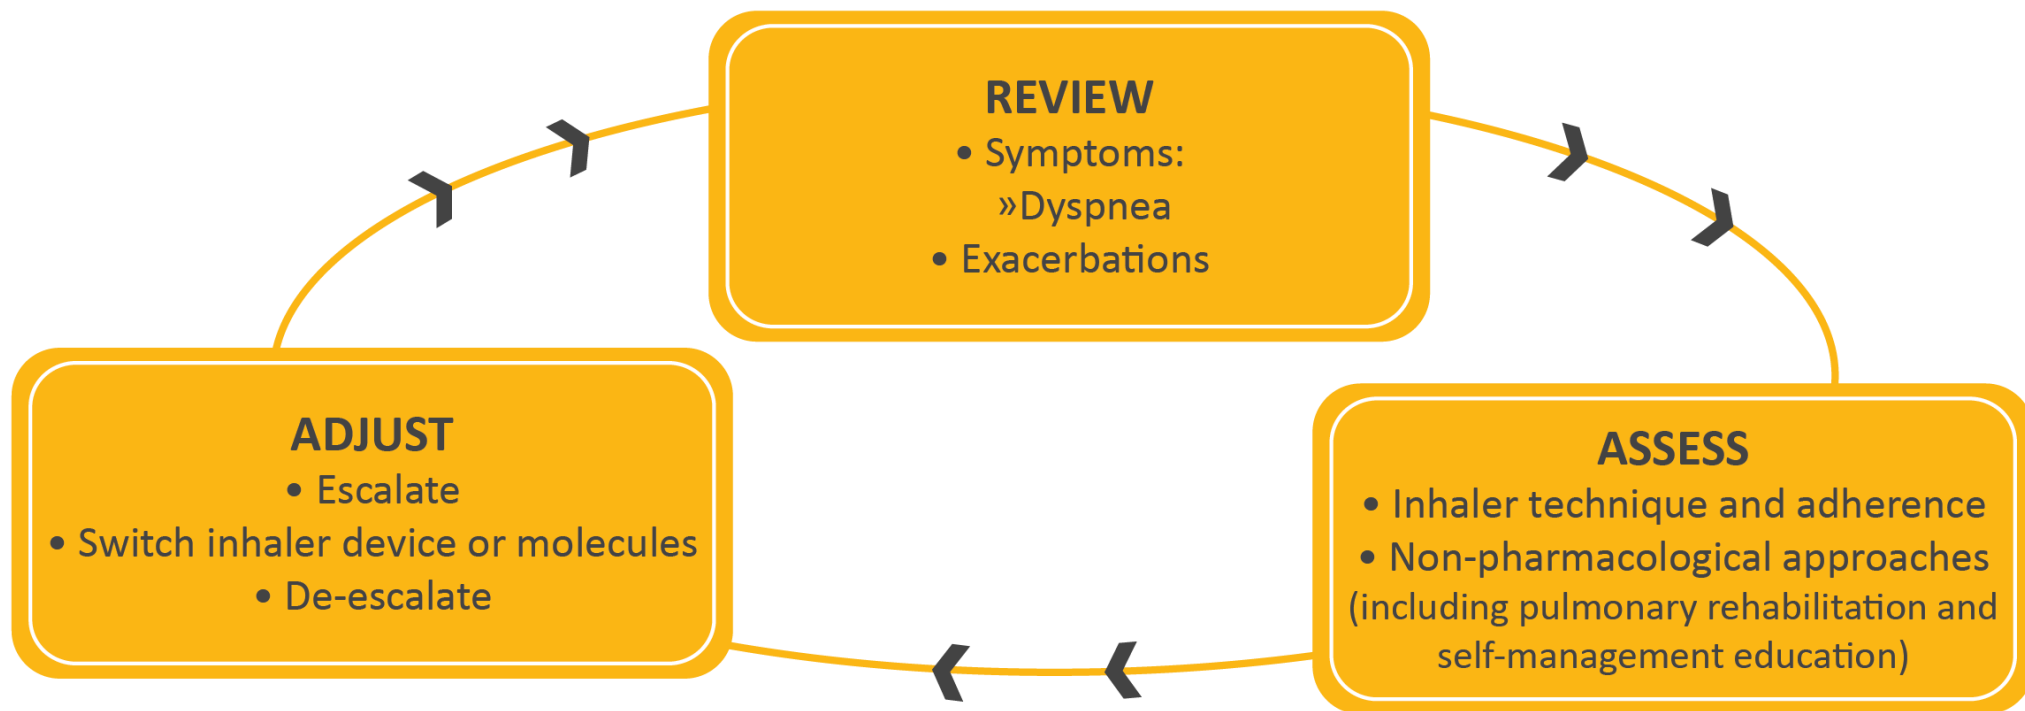 REVIEW
• Symptoms:
»Dyspnea
• Exacerbations
ADJUST
• Escalate
• Switch inhaler device or molecules
• De-escalate
ASSESS
• Inhaler technique and adherence
• Non-pharmacological approaches
(including pulmonary rehabilitation and
self-management education)